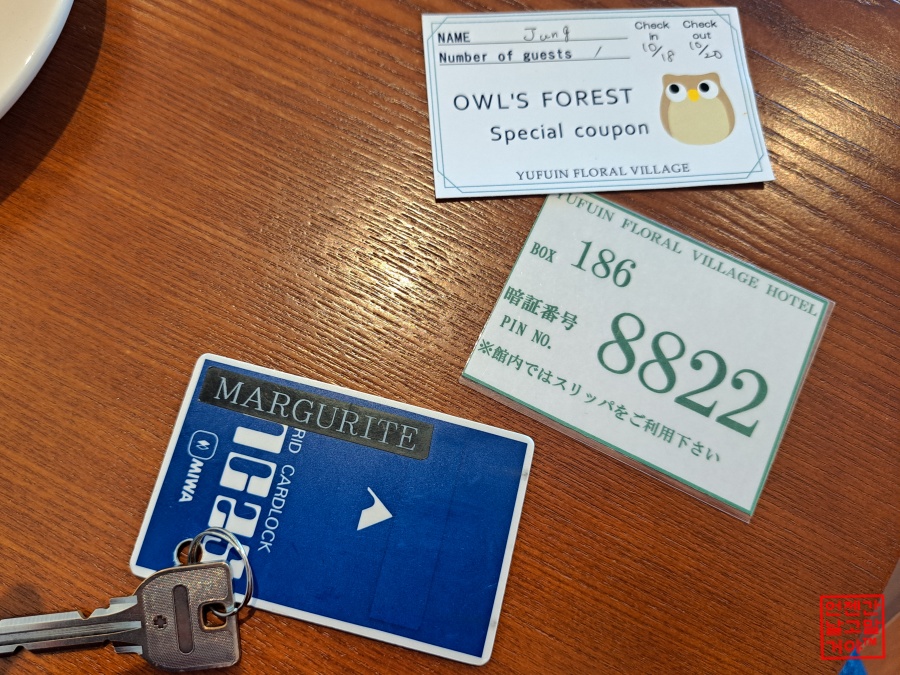 NAME Jung
Number of guests /
Check in 10/18
Check out 10/20
OWL'S FOREST
Special coupon
YUFUIN FLORAL VILLAGE
YUFUIN FLORAL VILLAGE HOTEL
BOX 186
暗証番号
PIN NO. 8822
※館内ではスリッパをご利用下さい
MARGURITE
RID CARDLOCK
MIWA